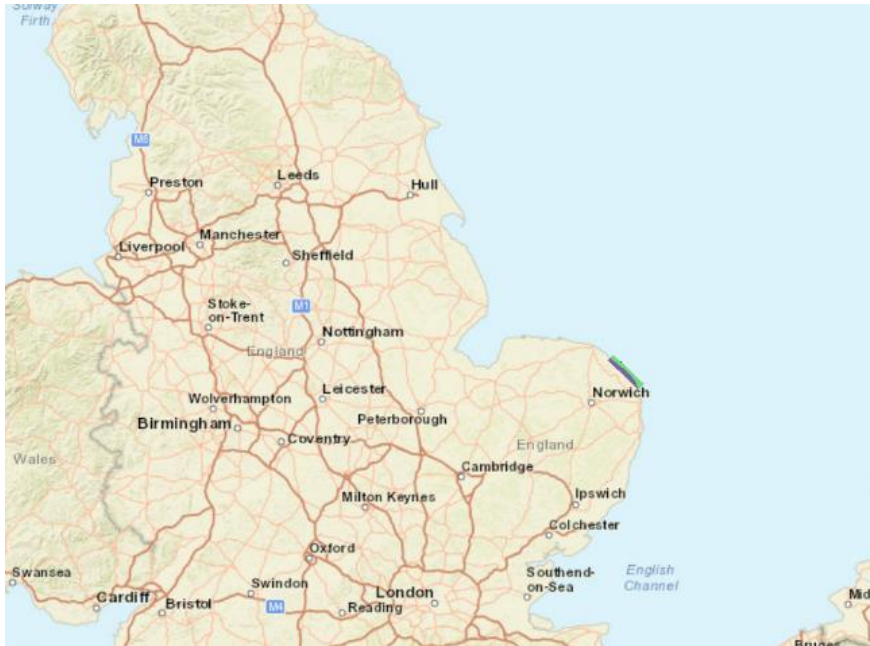 Solway
Firth
M6
Preston
Leeds
Hull
Manchester
Liverpool
Sheffield
Stoke-
on-Trent
M1
Nottingham
England
Leicester
Norwich
Wolverhampton
Peterborough
Birmingham
Coventry
England
Wales
Cambridge
Milton Keynes
Ipswich
Colchester
Oxford
Swansea
Swindon
London
Southend-
on-Sea
English
Channel
Cardiff
Bristol
M4
Reading
Mid
Bruges